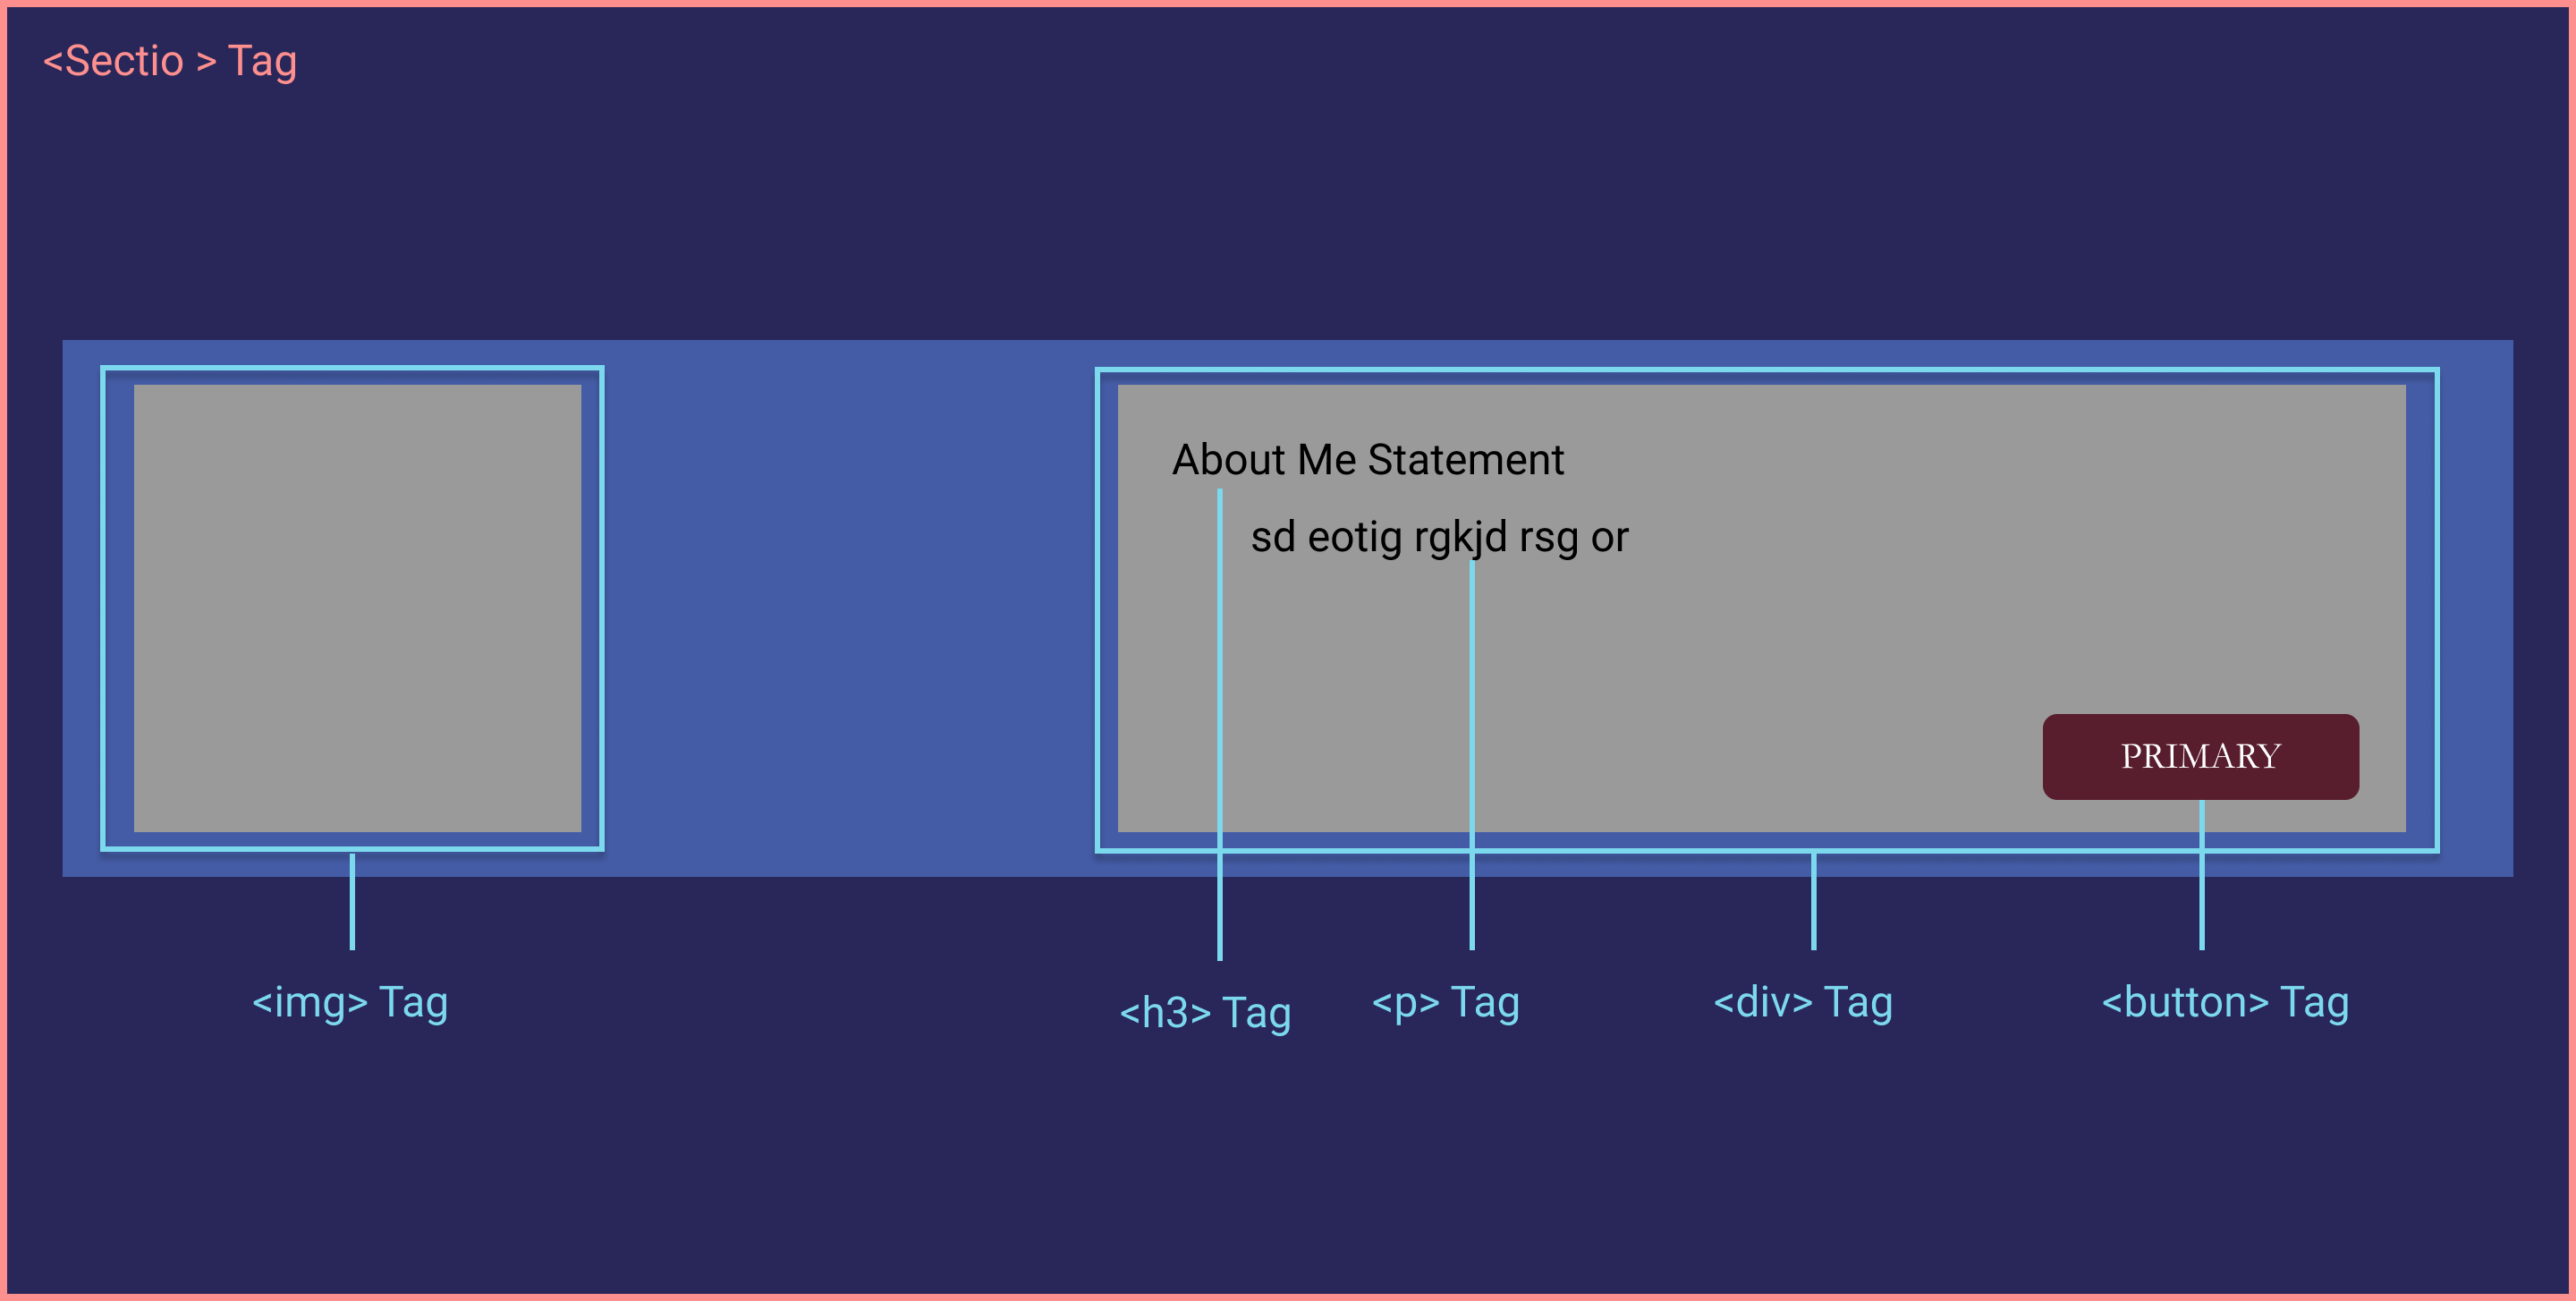 <Sectio > Tag
About Me Statement
sd eotig rgkjd rsg or
PRIMARY
<img> Tag
<h3> Tag
<p> Tag
<div> Tag
<button> Tag